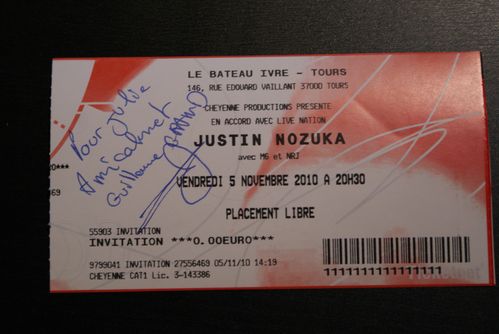 LE BATEAU IVRE - TOURS
146, RUE EDOUARD VAILLANT 37000 TOURS
CHEYENNE PRODUCTIONS PRESENTE
EN ACCORD AVEC LIVE NATION
JUSTIN NOZUKA
avec M6 et NRJ
VENDREDI 5 NOVEMBRE 2010 A 20H30
PLACEMENT LIBRE
Pour Julie
Amicalement
Guillaume
55903 INVITATION
INVITATION ***0.00EURO***
9799041 INVITATION 27556469 05/11/10 14:19
CHEYENNE CAT1 Lic. 3-143386